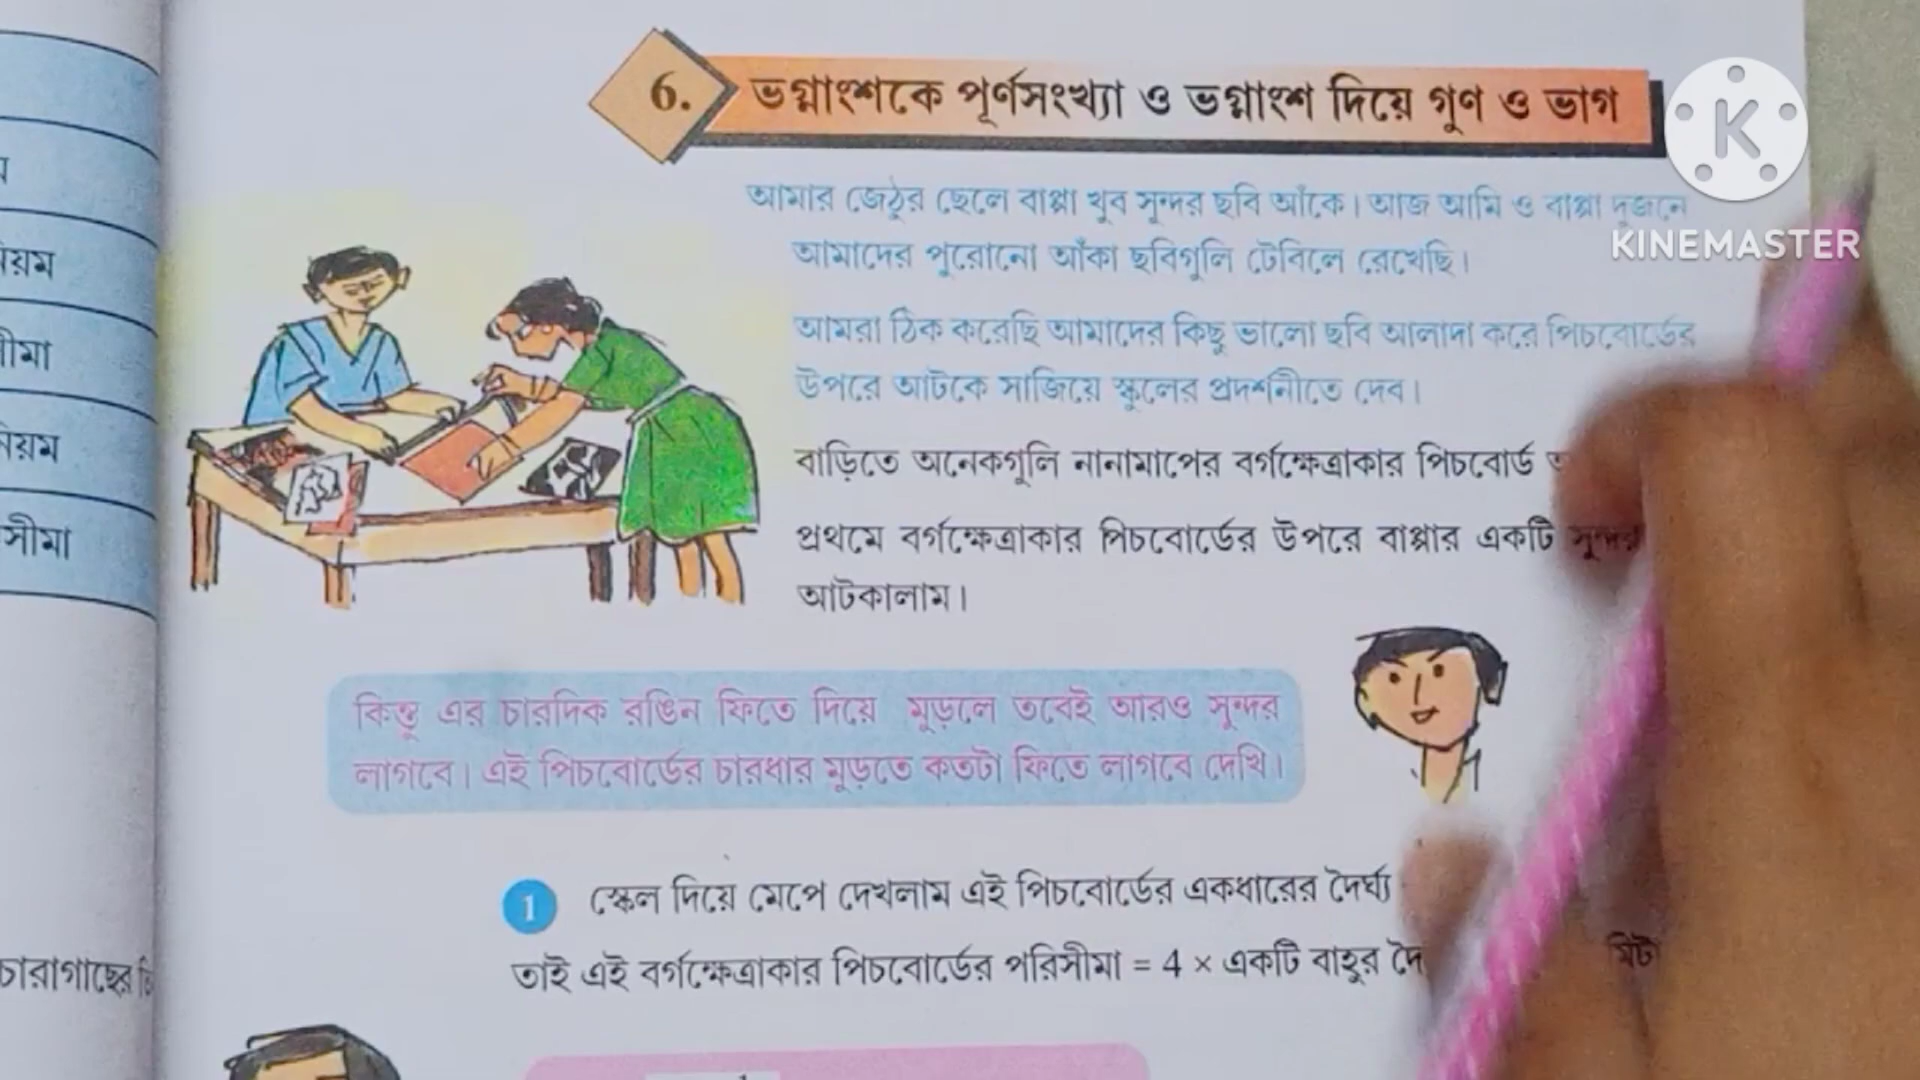 6. ভগ্নাংশকে পূর্ণসংখ্যা ও ভগ্নাংশ দিয়ে গুণ ও ভাগ
K
KINEMASTER
আমার জেঠুর ছেলে বাপ্পা খুব সুন্দর ছবি আঁকে। আজ আমি ও বাপ্পা দুজনে
আমাদের পুরোনো আঁকা ছবিগুলি টেবিলে রেখেছি।
আমরা ঠিক করেছি আমাদের কিছু ভালো ছবি আলাদা করে পিচবোর্ডের
উপরে আটকে সাজিয়ে স্কুলের প্রদর্শনীতে দেব।
বাড়িতে অনেকগুলি নানামাপের বর্গক্ষেত্রাকার পিচবোর্ড
প্রথমে বর্গক্ষেত্রাকার পিচবোর্ডের উপরে বাপ্পার একটি সুন্দর
আটকালাম।
কিন্তু এর চারদিক রঙিন ফিতে দিয়ে মুড়লে তবেই আরও সুন্দর
লাগবে। এই পিচবোর্ডের চারধার মুড়তে কতটা ফিতে লাগবে দেখি।
1 স্কেল দিয়ে মেপে দেখলাম এই পিচবোর্ডের একধারের দৈর্ঘ্য
তাই এই বর্গক্ষেত্রাকার পিচবোর্ডের পরিসীমা = 4 × একটি বাহুর
সীমা
চারাগাছের